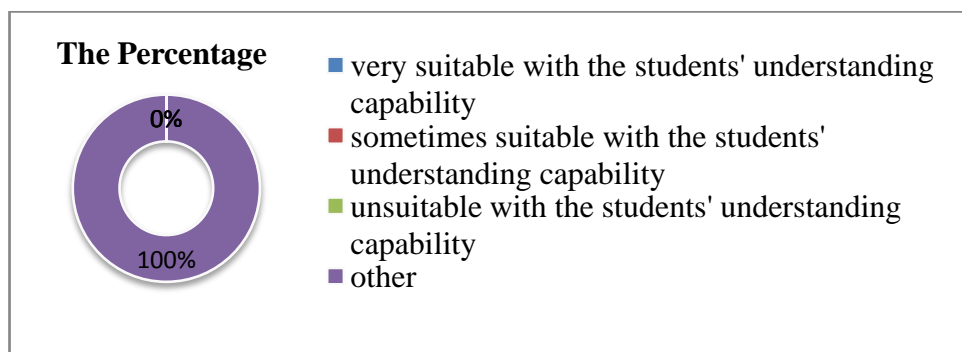 The Percentage
0%
100%
very suitable with the students' understanding
capability
sometimes suitable with the students'
understanding capability
unsuitable with the students' understanding
capability
other